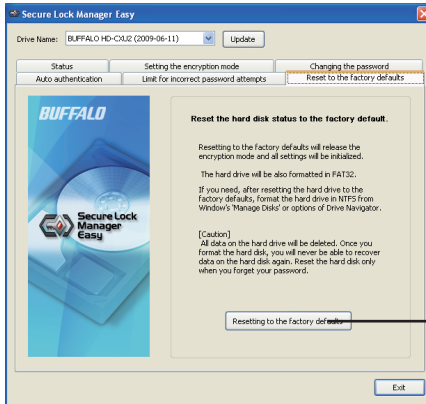 Secure Lock Manager Easy
Drive Name: BUFFALO HD-CXU2 (2009-06-11) Update
Status Setting the encryption mode Changing the password
Auto authentication Limit for incorrect password attempts Reset to the factory defaults
BUFFALO
Secure Lock
Manager
Easy
Reset the hard disk status to the factory default.
Resetting to the factory defaults will release the
encryption mode and all settings will be initialized.
The hard drive will be also formatted in FAT32.
If you need, after resetting the hard drive to the
factory defaults, format the hard drive in NTFS from
Window's 'Manage Disks' or options of Drive Navigator.
[Caution]
All data on the hard drive will be deleted. Once you
format the hard disk, you will never be able to recover
data on the hard disk again. Reset the hard disk only
when you forget your password.
Resetting to the factory defaults
Exit